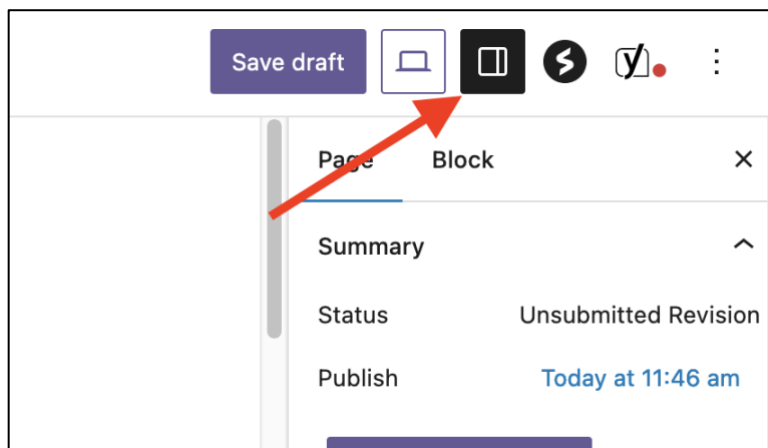 Save draft
Page Block
Summary
Status Unsubmitted Revision
Publish Today at 11:46 am